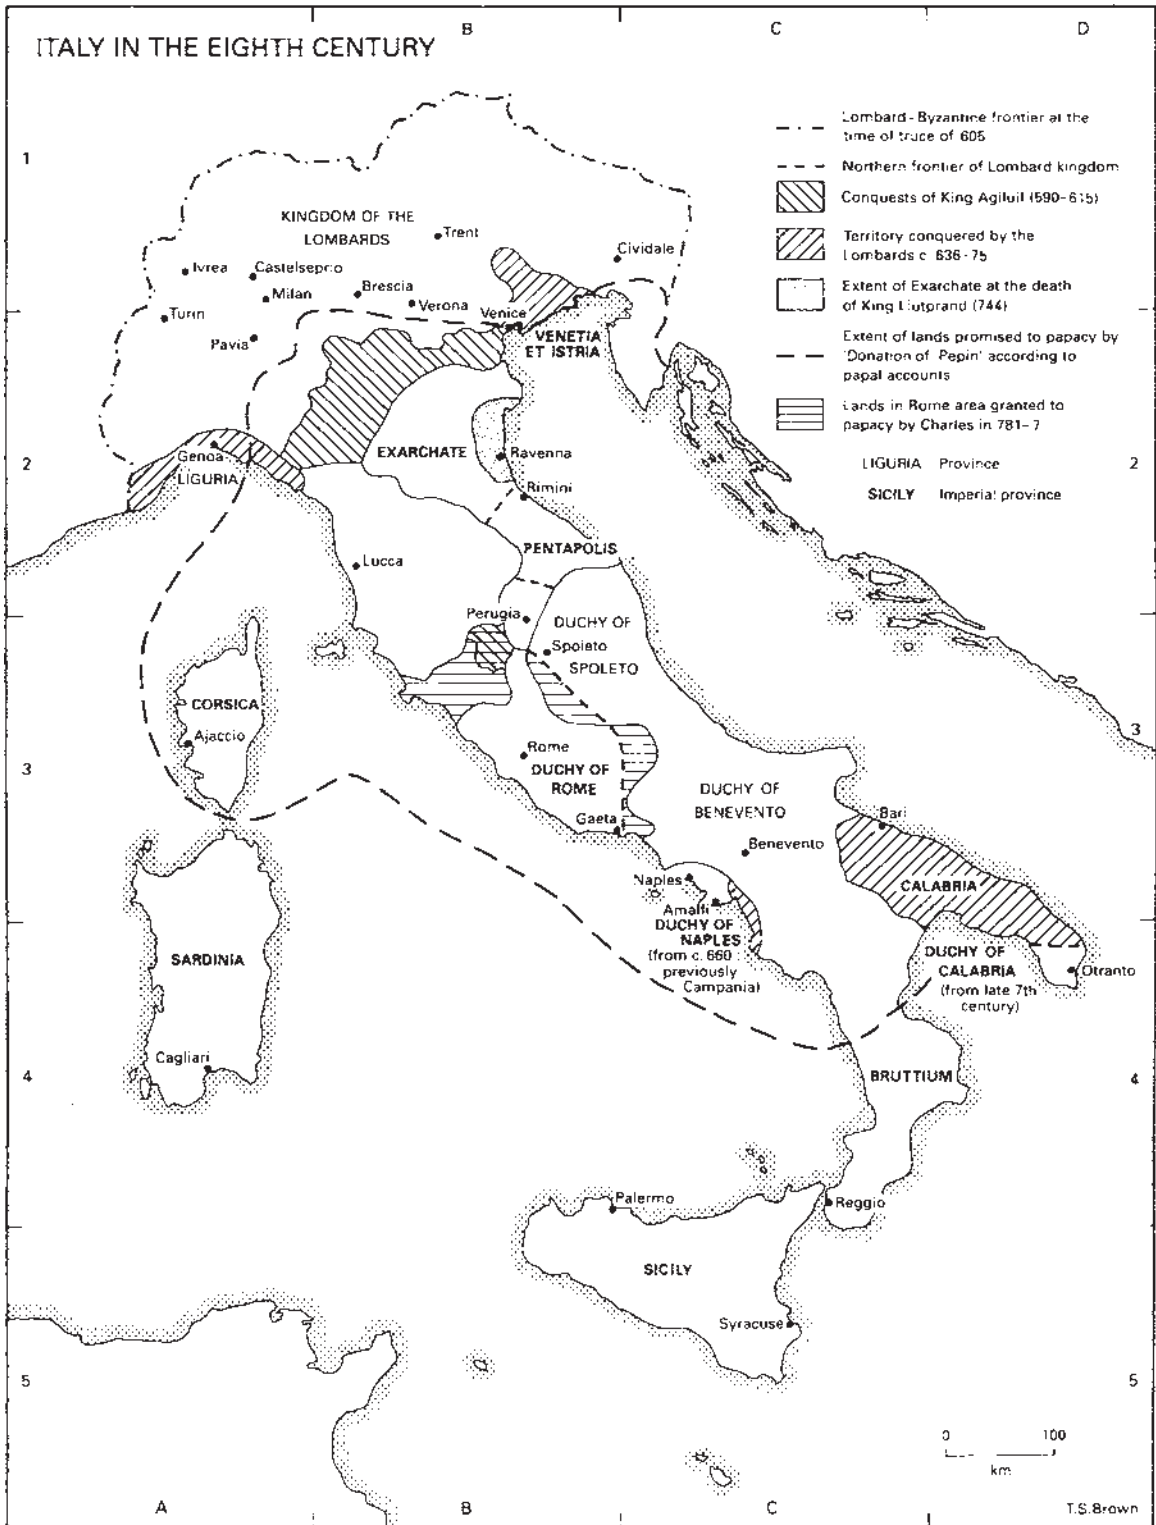 B
C
D
ITALY IN THE EIGHTH CENTURY
Lombard-Byzantine frontier at the
time of truce of 605
Northern frontier of Lombard kingdom
Conquests of King Agilulf (590-615)
Territory conquered by the
Lombards c. 636-75
Extent of Exarchate at the death
of King Liutprand (744)
Extent of lands promised to papacy by
'Donation of Pepin' according to
papal accounts
Lands in Rome area granted to
papacy by Charles in 781-7
LIGURIA Province
SICILY Imperial province
1
KINGDOM OF THE
LOMBARDS
Trent
Cividale
Ivrea
Castelseprio
Milan
Brescia
Verona
Turin
Pavia
Venice
VENETIA
ET ISTRIA
2
2
Genoa
LIGURIA
EXARCHATE
Ravenna
Rimini
PENTAPOLIS
Lucca
Perugia
DUCHY OF
Spoleto
SPOLETO
CORSICA
Ajaccio
3
3
Rome
DUCHY OF
ROME
Gaeta
DUCHY OF
BENEVENTO
Benevento
Bari
Naples
Amalfi
DUCHY OF
NAPLES
(from c. 660 :
previously
Campania)
CALABRIA
DUCHY OF
CALABRIA
(from late 7th
century)
Otranto
SARDINIA
Cagliari
4
4
BRUTTIUM
Palermo
Reggio
SICILY
Syracuse
5
5
0 100
km
A
B
C
T.S.Brown